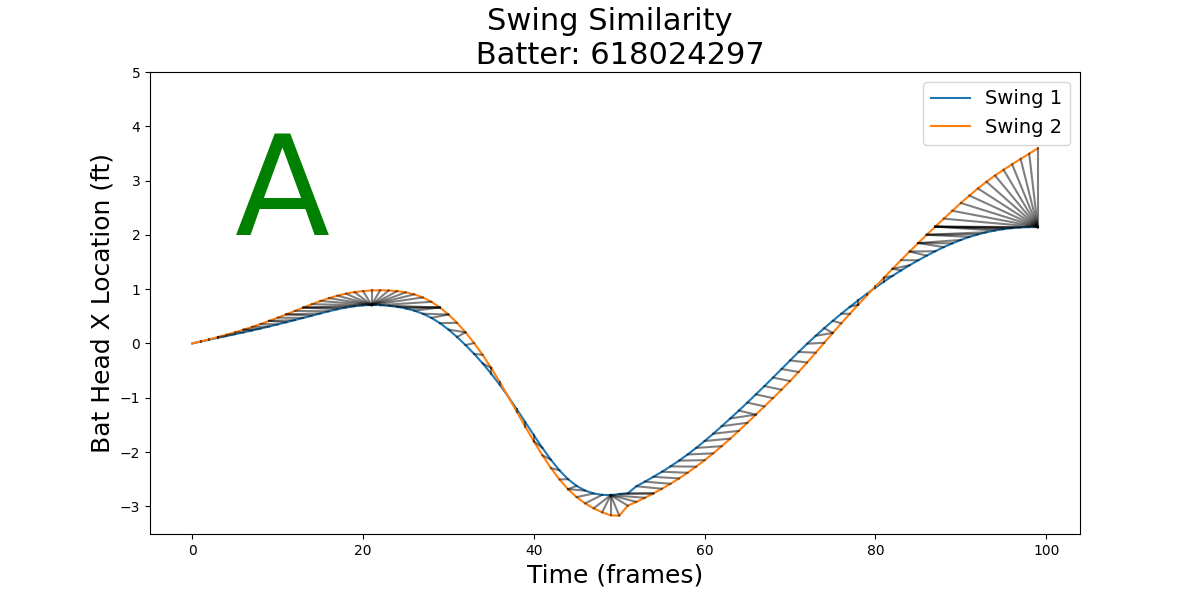 Swing Similarity
Batter: 618024297
Swing 1
Swing 2
A
Bat Head X Location (ft)
5
4
3
2
1
0
−1
−2
−3
0
20
40
60
80
100
Time (frames)